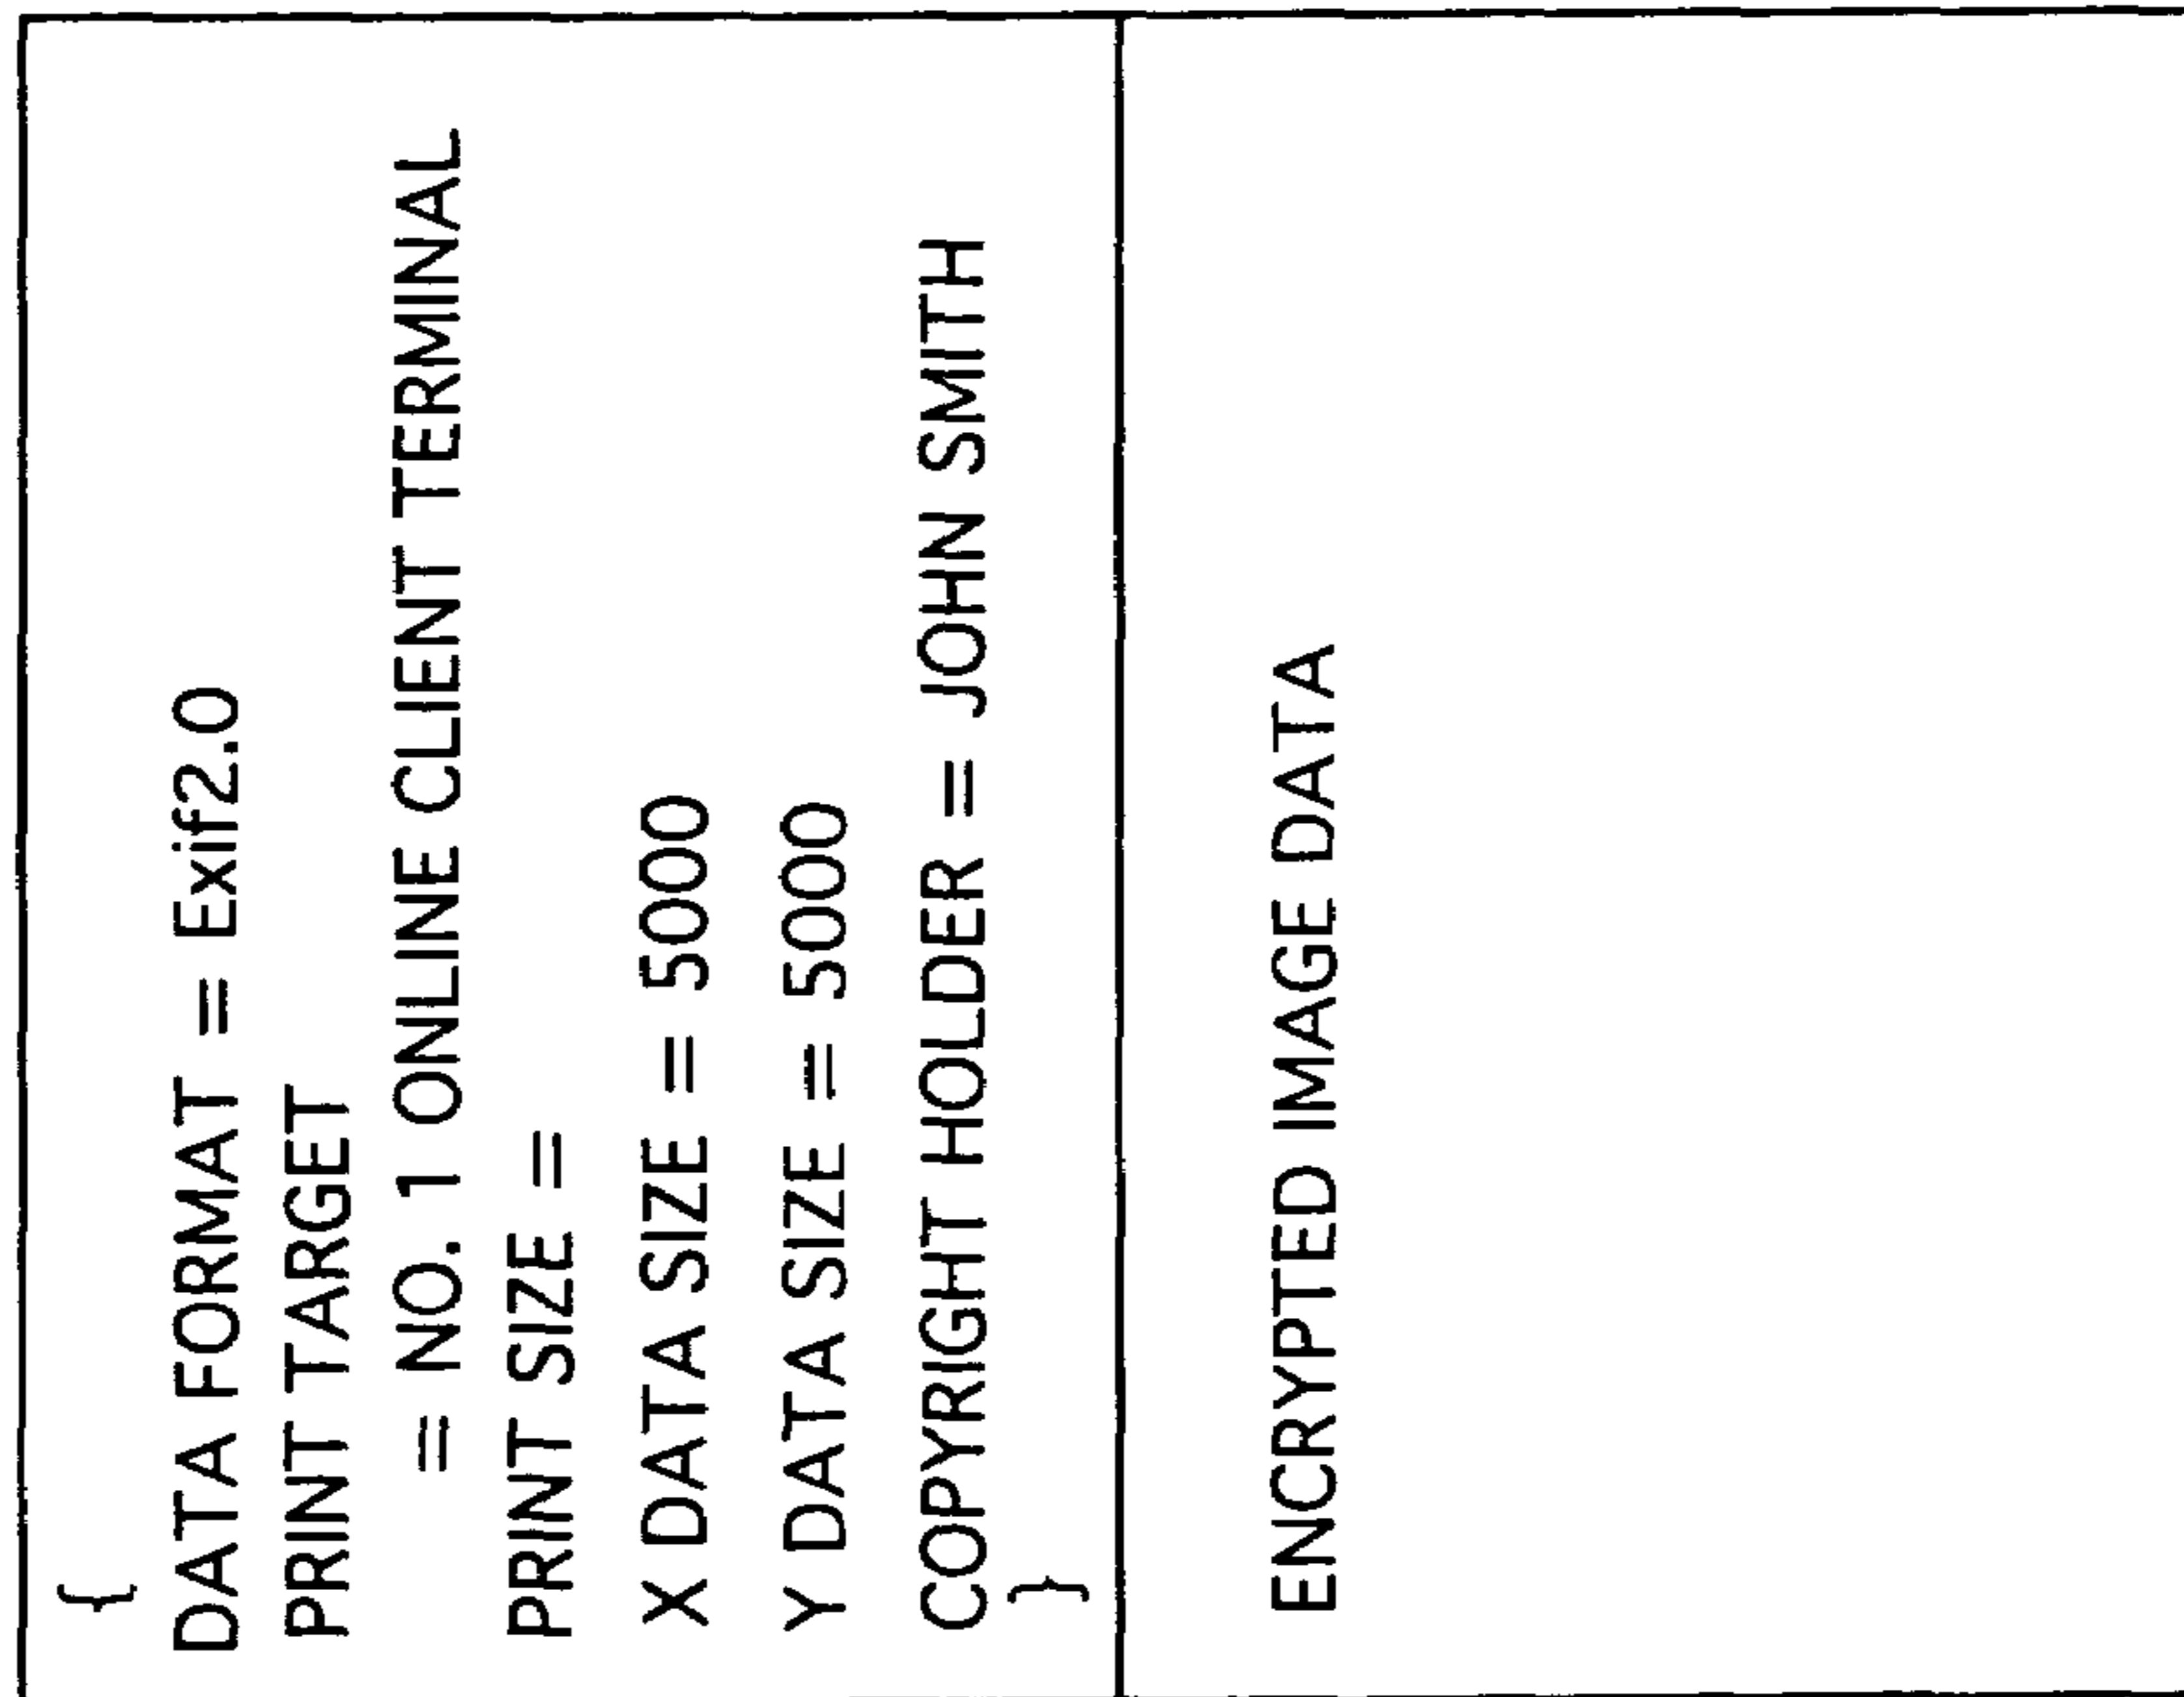 {
DATA FORMAT = Exif2.0
PRINT TARGET
= NO. 1 ONLINE CLIENT TERMINAL
PRINT SIZE =
X DATA SIZE = 5000
Y DATA SIZE = 5000
COPYRIGHT HOLDER = JOHN SMITH
}
ENCRYPTED IMAGE DATA